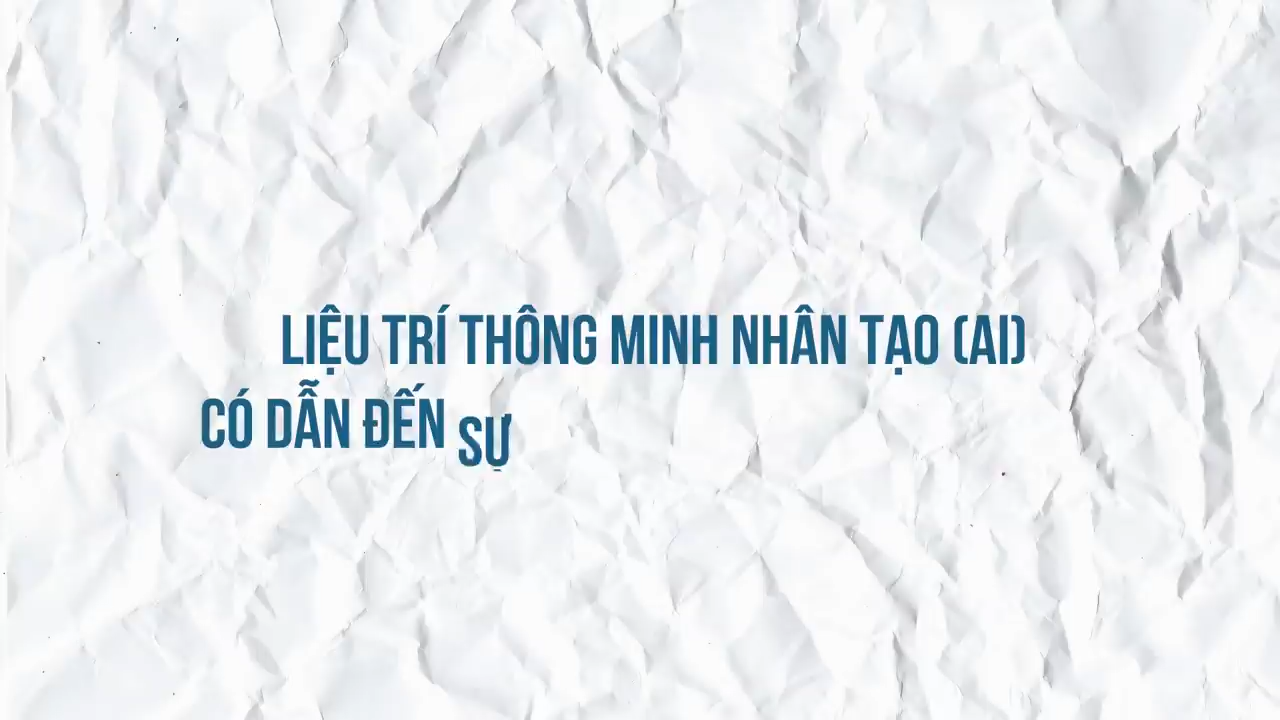 LIỆU TRÍ THÔNG MINH NHÂN TẠO (AI)
CÓ DẪN ĐẾN SỰ